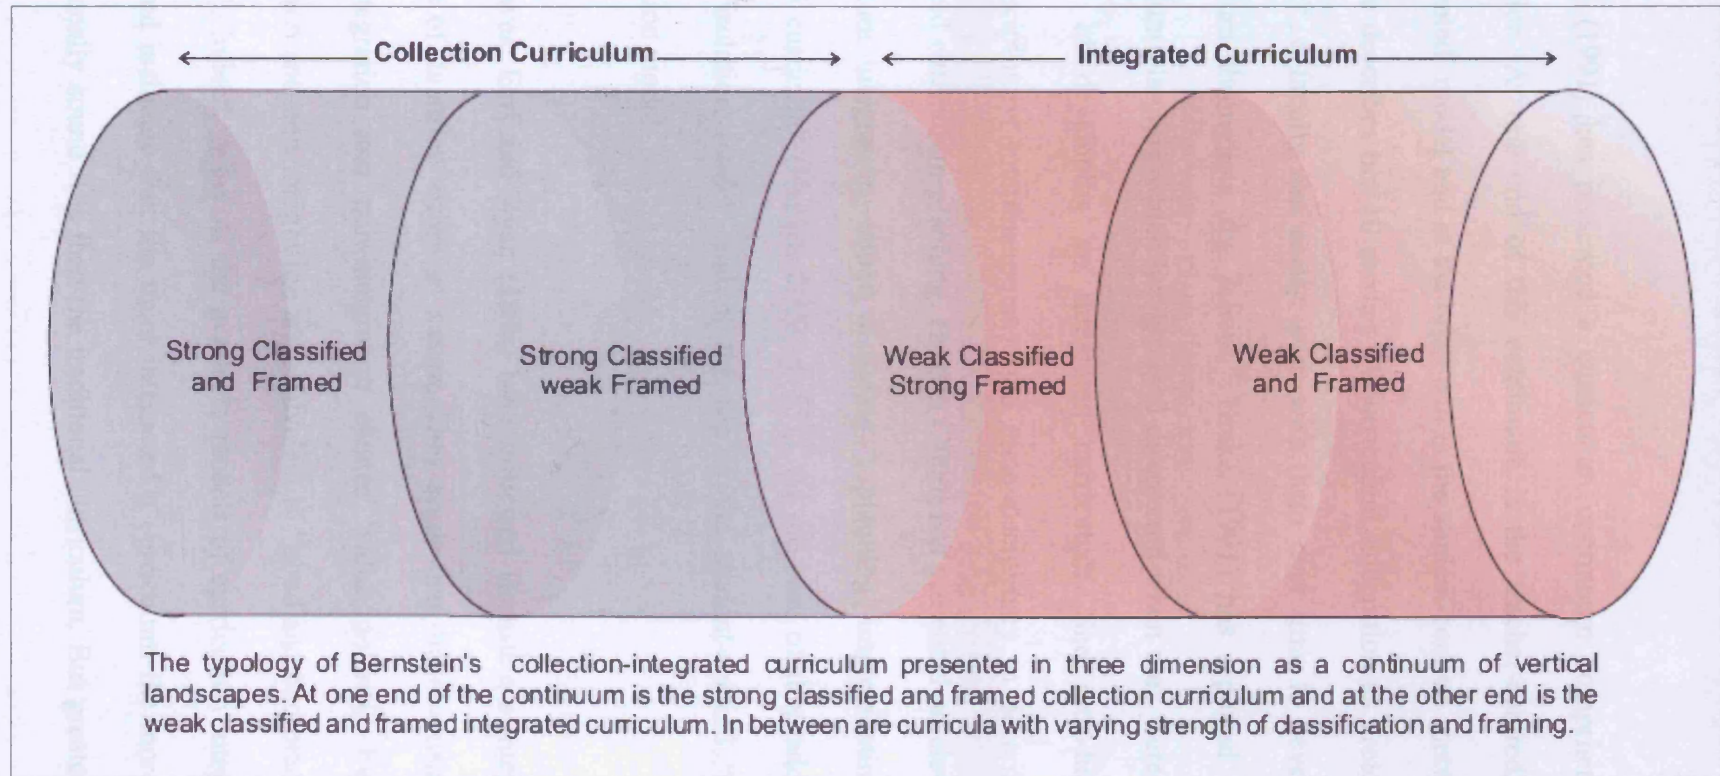 Collection Curriculum
Integrated Curriculum
Strong Classified
and Framed
Strong Classified
weak Framed
Weak Classified
Strong Framed
Weak Classified
and Framed
The typology of Bernstein's collection-integrated curriculum presented in three dimension as a continuum of vertical
landscapes. At one end of the continuum is the strong classified and framed collection curriculum and at the other end is the
weak classified and framed integrated curriculum. In between are curricula with varying strength of classification and framing.